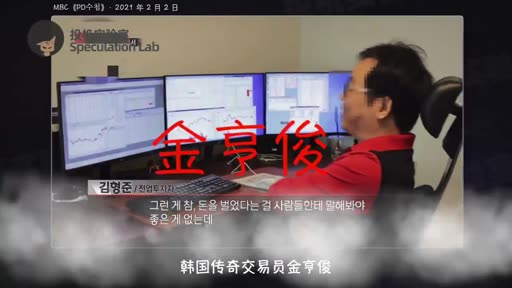 MBC《PD수첩》· 2021 年 2 月 2 日
投机实验室
Speculation Lab
金亨俊
김형준 / 전업투자자
그런 게 참, 돈을 벌었다는 걸 사람들한테 말해봐야
좋은 게 없는데
韩国传奇交易员金亨俊